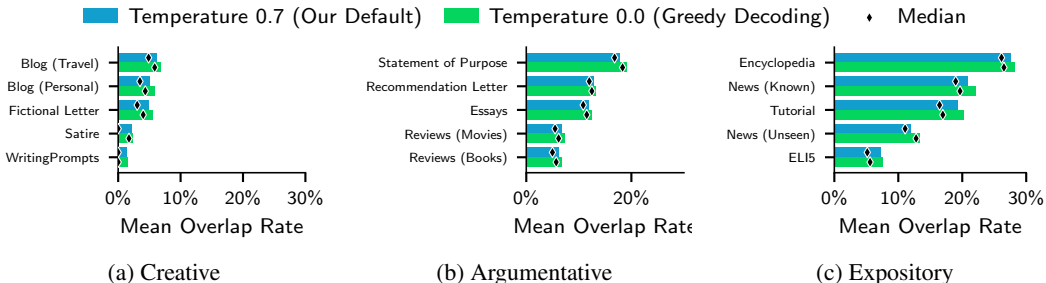 Temperature 0.7 (Our Default) Temperature 0.0 (Greedy Decoding) Median
Blog (Travel)
Blog (Personal)
Fictional Letter
Satire
WritingPrompts
0% 10% 20% 30%
Mean Overlap Rate
(a) Creative
Statement of Purpose
Recommendation Letter
Essays
Reviews (Movies)
Reviews (Books)
0% 20%
Mean Overlap Rate
(b) Argumentative
Encyclopedia
News (Known)
Tutorial
News (Unseen)
ELI5
0% 10% 20% 30%
Mean Overlap Rate
(c) Expository